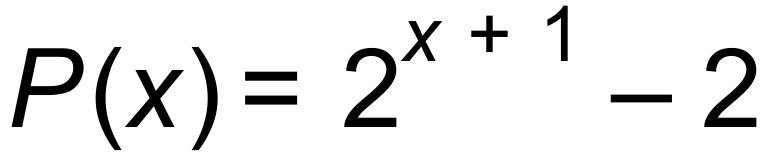 P(x) = 2^{x + 1} – 2